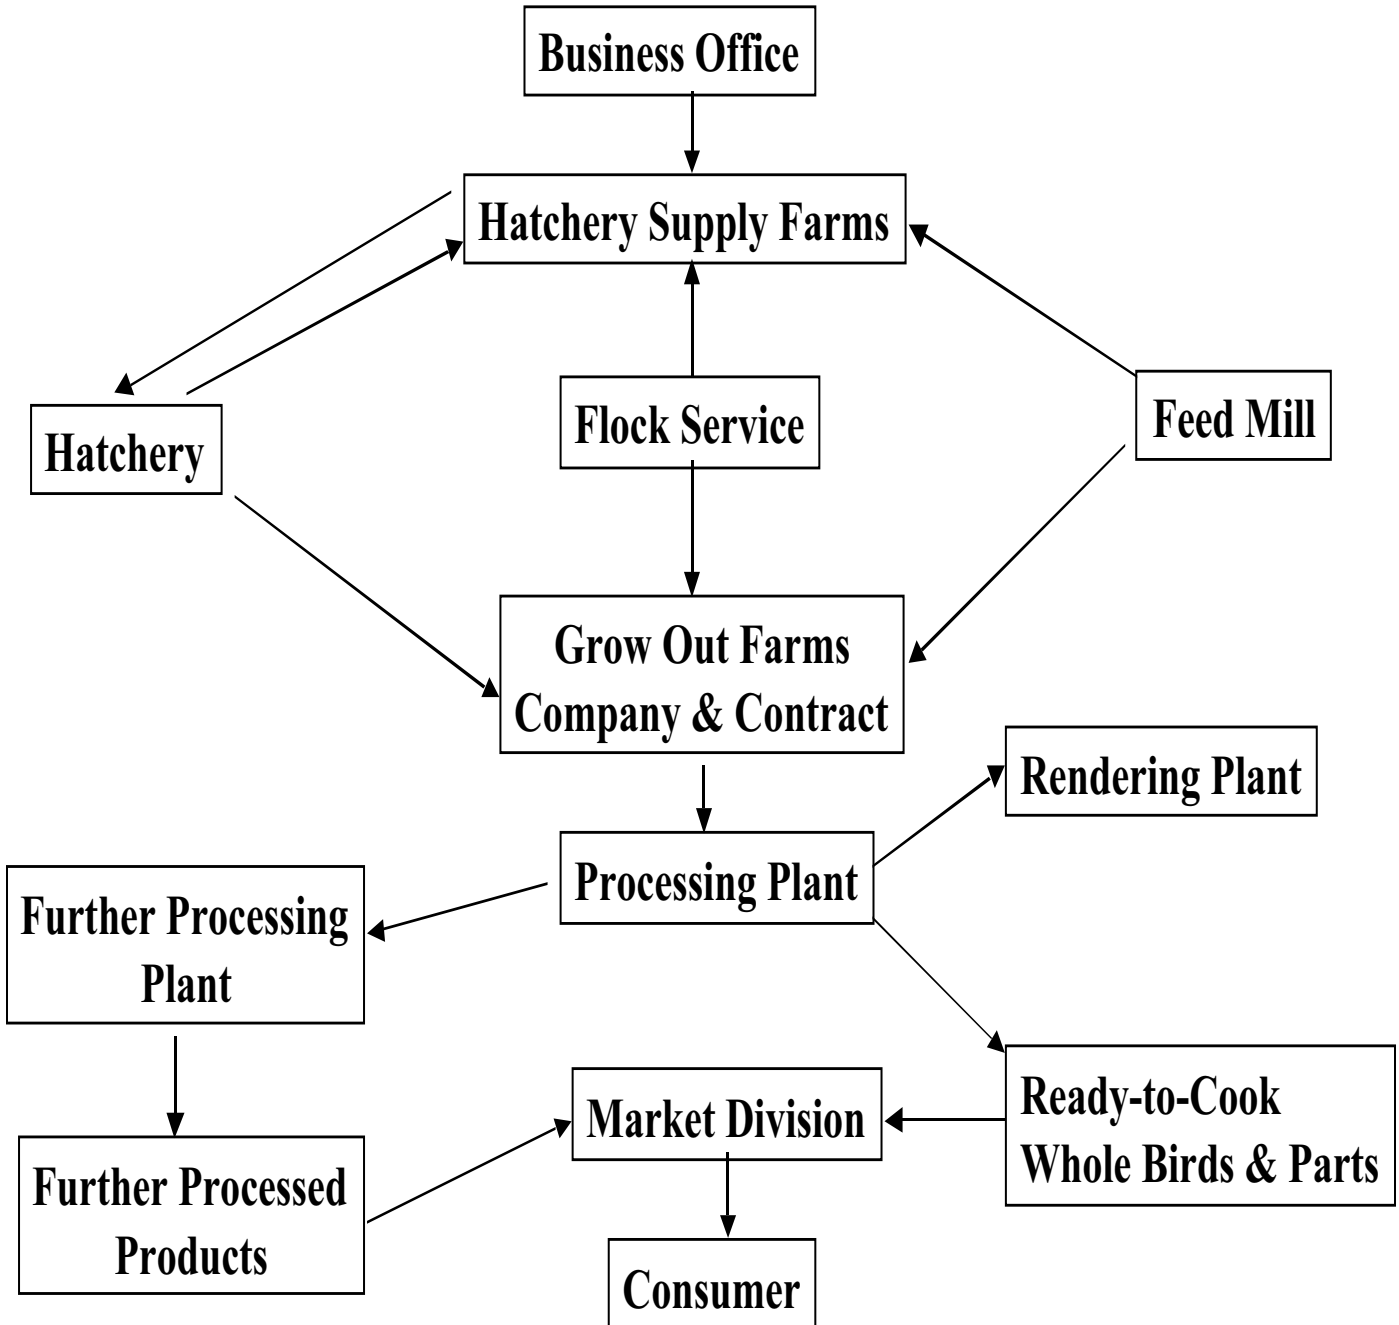 Business Office
Hatchery Supply Farms
Hatchery
Flock Service
Feed Mill
Grow Out Farms
Company & Contract
Rendering Plant
Processing Plant
Further Processing
Plant
Market Division
Ready-to-Cook
Whole Birds & Parts
Further Processed
Products
Consumer